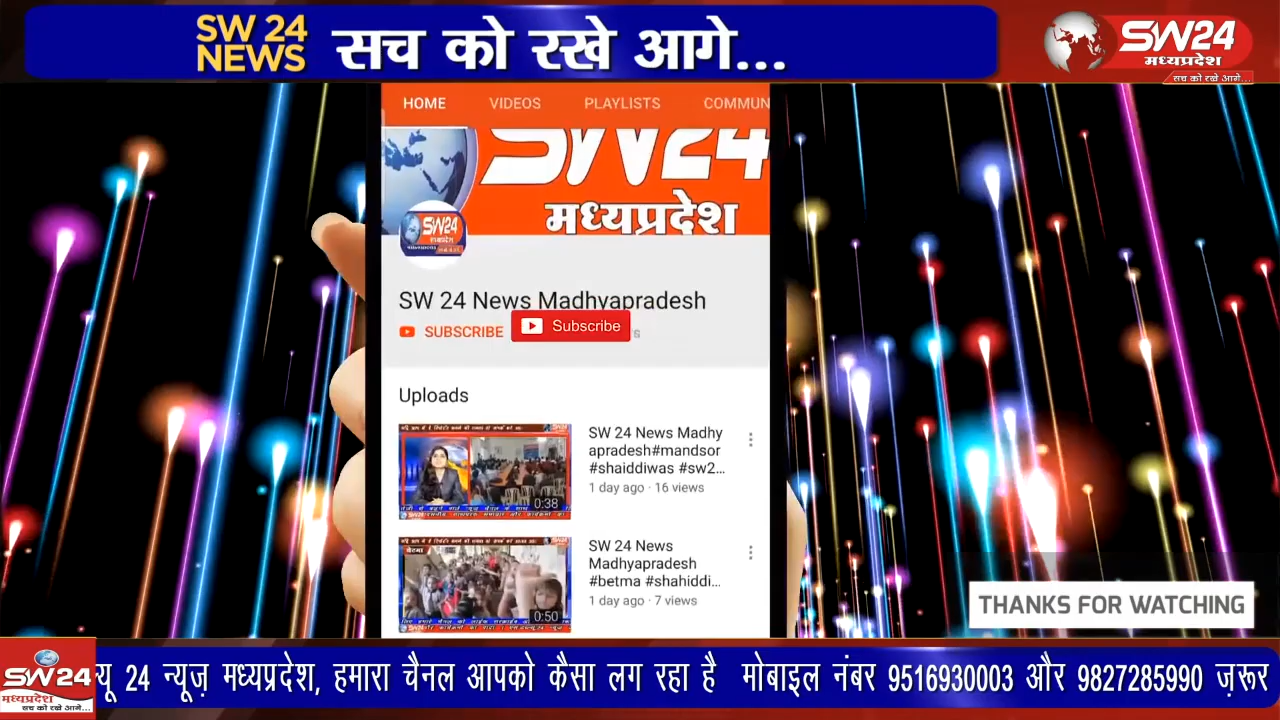 SW 24
NEWS
सच को रखे आगे...
SW24
मध्यप्रदेश
सच को रखे आगे...
HOME VIDEOS PLAYLISTS COMMUN
SW24
मध्यप्रदेश
SW24
SW 24 News Madhyapradesh
SUBSCRIBE
Subscribe
Uploads
SW 24 News Madhy
apradesh#mandsor
#shaiddiwas #sw2...
1 day ago · 16 views
0:38
SW 24 News
Madhyapradesh
#betma #shahiddi...
1 day ago · 7 views
बेटमा
0:50
THANKS FOR WATCHING
SW24
मध्यप्रदेश
सच को रखे आगे...
्यू 24 न्यूज़ मध्यप्रदेश, हमारा चैनल आपको कैसा लग रहा है मोबाइल नंबर 9516930003 और 9827285990 ज़रूर